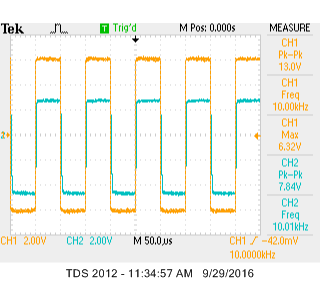 Tek T Trig'd M Pos: 0.000s MEASURE
CH1
Pk-Pk
13.0V
CH1
Freq
10.00kHz
CH1
Max
6.32V
2
CH2
Pk-Pk
7.84V
CH2
Freq
10.01kHz
CH1 2.00V CH2 2.00V M 50.0µs CH1 / -42.0mV
10.0000kHz
TDS 2012 - 11:34:57 AM 9/29/2016